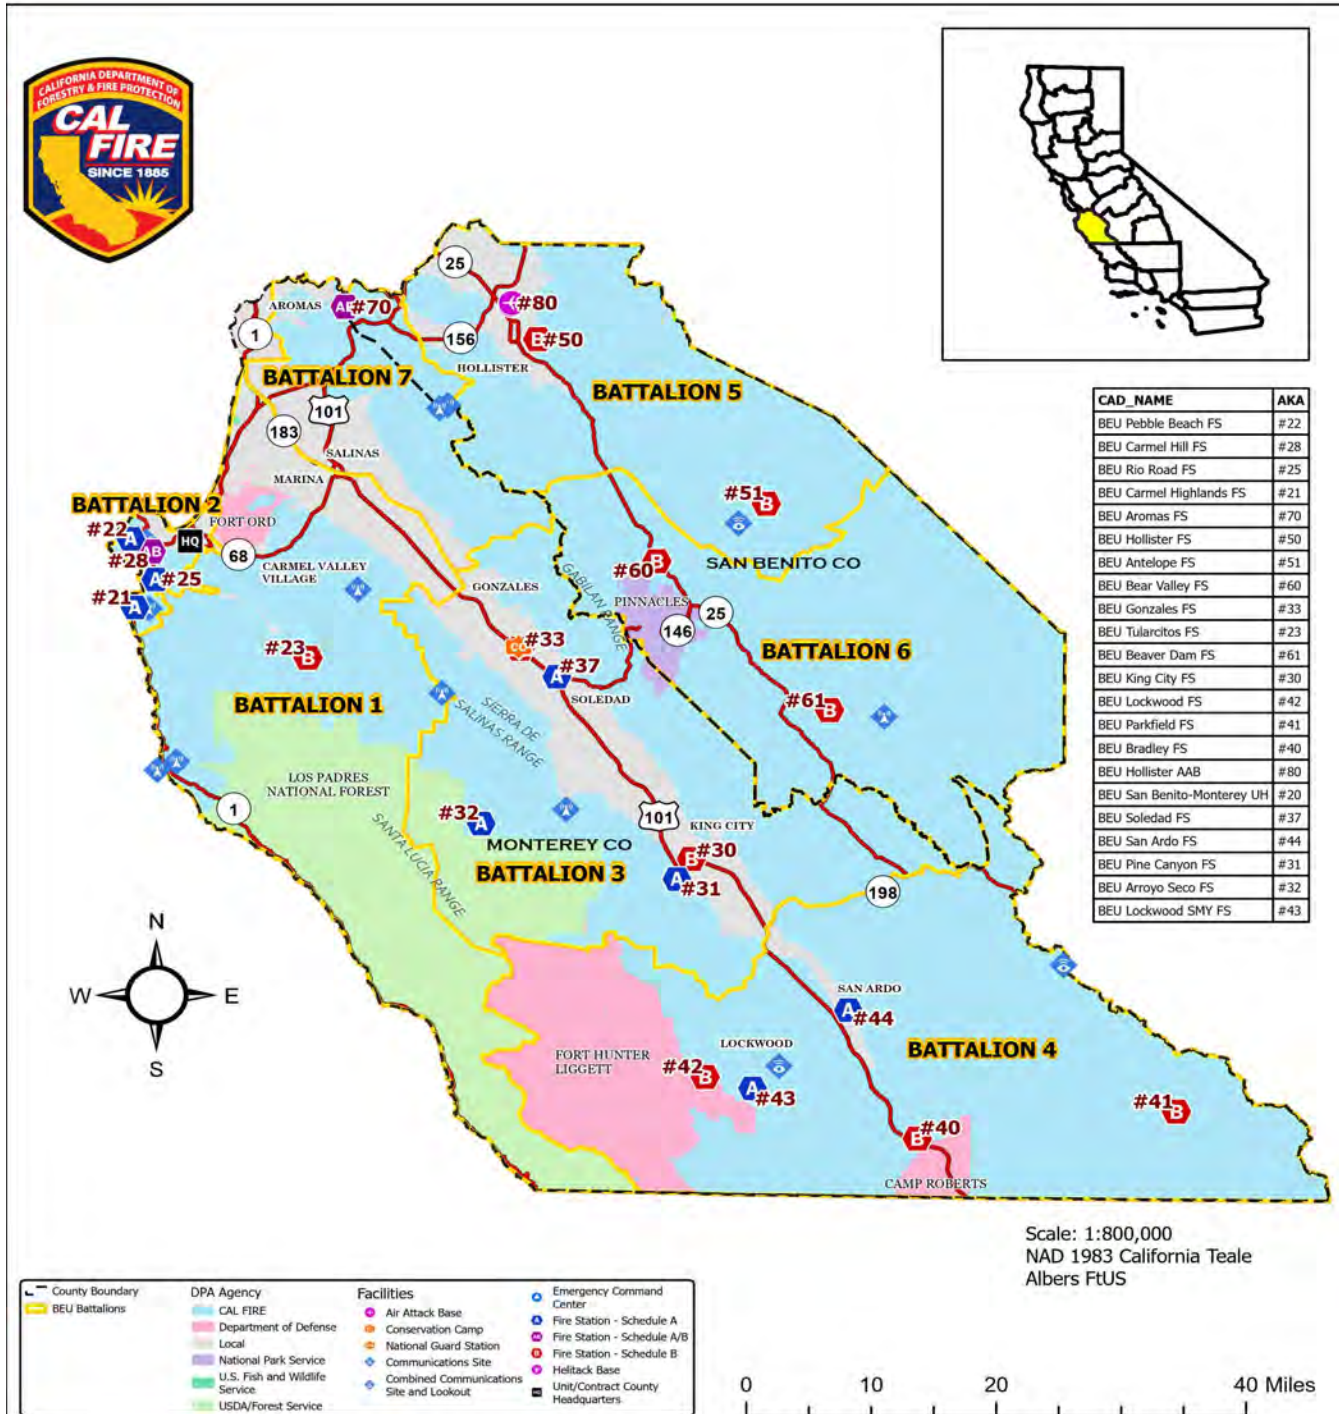 CALIFORNIA DEPARTMENT OF
FORESTRY & FIRE PROTECTION
CAL
FIRE
SINCE 1885
25
AROMAS
#70
#80
1
156
#50
HOLLISTER
BATTALION 7
BATTALION 5
101
183
SALINAS
MARINA
BATTALION 2
#51
B
FORT ORD
#22
A
HQ
#28
AB
68
CARMEL VALLEY
VILLAGE
#25
A
#21
A
GONZALES
GABILAN RANGE
#60
B
SAN BENITO CO
PINNACLES
25
146
#23
B
#33
#37
A
SOLEDAD
BATTALION 6
BATTALION 1
SIERRA DE
SALINAS RANGE
#61
B
LOS PADRES
NATIONAL FOREST
1
#32
A
101
KING CITY
SANTA LUCIA RANGE
MONTEREY CO
BATTALION 3
#30
B
#31
A
198
N
W
E
S
SAN ARDO
A
#44
FORT HUNTER
LIGGETT
LOCKWOOD
BATTALION 4
#42
B
A
#43
#41
B
#40
B
CAMP ROBERTS
CAD_NAME AKA
BEU Pebble Beach FS #22
BEU Carmel Hill FS #28
BEU Rio Road FS #25
BEU Carmel Highlands FS #21
BEU Aromas FS #70
BEU Hollister FS #50
BEU Antelope FS #51
BEU Bear Valley FS #60
BEU Gonzales FS #33
BEU Tularcitos FS #23
BEU Beaver Dam FS #61
BEU King City FS #30
BEU Lockwood FS #42
BEU Parkfield FS #41
BEU Bradley FS #40
BEU Hollister AAB #80
BEU San Benito-Monterey UH #20
BEU Soledad FS #37
BEU San Ardo FS #44
BEU Pine Canyon FS #31
BEU Arroyo Seco FS #32
BEU Lockwood SMY FS #43
Scale: 1:800,000
NAD 1983 California Teale
Albers FtUS
County Boundary
BEU Battalions
DPA Agency
CAL FIRE
Department of Defense
Local
National Park Service
U.S. Fish and Wildlife
Service
USDA/Forest Service
Facilities
Air Attack Base
Conservation Camp
National Guard Station
Communications Site
Combined Communications
Site and Lookout
Emergency Command
Center
Fire Station - Schedule A
Fire Station - Schedule A/B
Fire Station - Schedule B
Helitack Base
Unit/Contract County
Headquarters
0 10 20 40 Miles